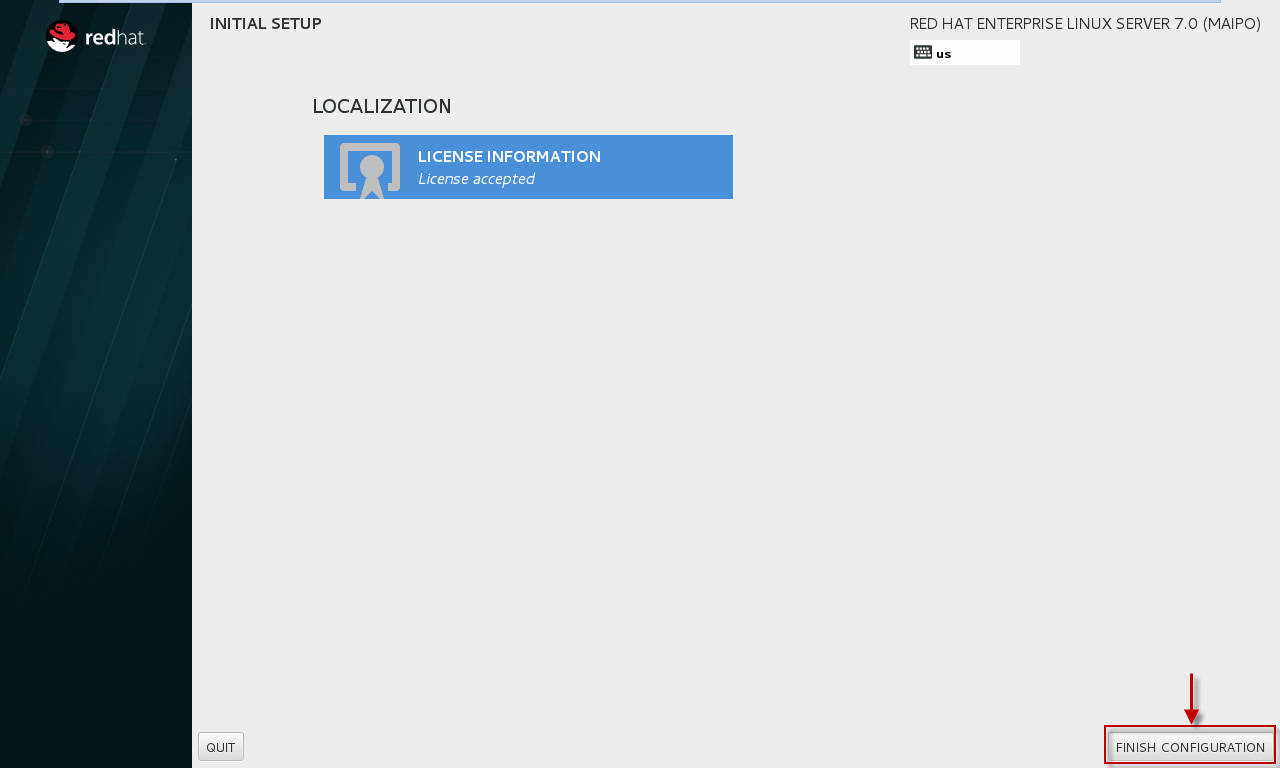 redhat.
INITIAL SETUP
RED HAT ENTERPRISE LINUX SERVER 7.0 (MAIPO)
us
LOCALIZATION
LICENSE INFORMATION
License accepted
QUIT
FINISH CONFIGURATION